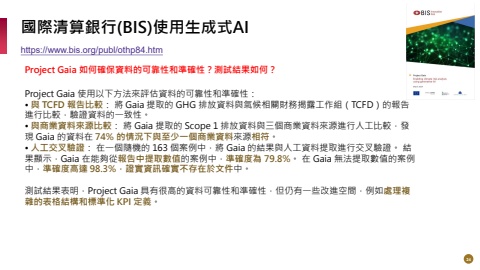 國際清算銀行(BIS)使用生成式AI
https://www.bis.org/publ/othp84.htm
Project Gaia 如何確保資料的可靠性和準確性？測試結果如何？
Project Gaia 使用以下方法來評估資料的可靠性和準確性：
• 與 TCFD 報告比較： 將 Gaia 提取的 GHG 排放資料與氣候相關財務揭露工作組（TCFD）的報告
進行比較，驗證資料的一致性。
• 與商業資料來源比較： 將 Gaia 提取的 Scope 1 排放資料與三個商業資料來源進行人工比較，發
現 Gaia 的資料在 74% 的情況下與至少一個商業資料來源相符。
• 人工交叉驗證： 在一個隨機的 163 個案例中，將 Gaia 的結果與人工資料提取進行交叉驗證。 結
果顯示，Gaia 在能夠從報告中提取數值的案例中，準確度為 79.8%。 在 Gaia 無法提取數值的案例
中，準確度高達 98.3%，證實資訊確實不存在於文件中。
測試結果表明，Project Gaia 具有很高的資料可靠性和準確性，但仍有一些改進空間，例如處理複
雜的表格結構和標準化 KPI 定義。
BIS
Project Gaia